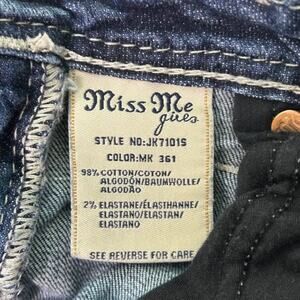 Miss Me
girls
STYLE NO:JK7101S
COLOR:MK 361
98% COTTON/COTON/
ALGODÓN/BAUMWOLLE/
ALGODÃO
2% ELASTANE/ÉLASTHANNE/
ELASTANO/ELASTAN/
ELASTANO
SEE REVERSE FOR CARE